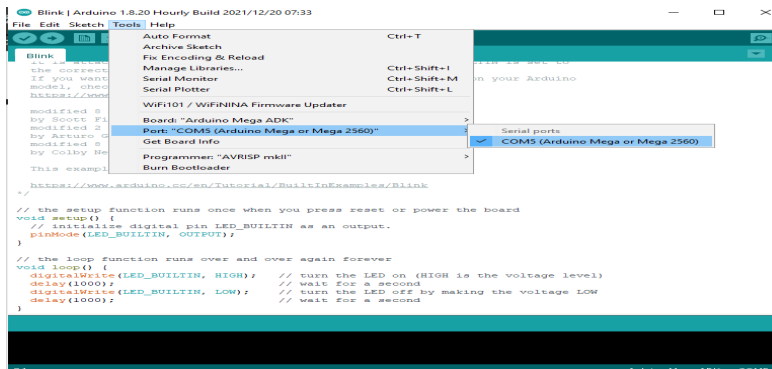 Blink | Arduino 1.8.20 Hourly Build 2021/12/20 07:33
File Edit Sketch Tools Help
Blink
Auto Format Ctrl+T
Archive Sketch
Fix Encoding & Reload
Manage Libraries... Ctrl+Shift+I
Serial Monitor Ctrl+Shift+M
Serial Plotter Ctrl+Shift+L
WiFi101 / WiFiNINA Firmware Updater
Board: "Arduino Mega ADK"
Port: "COM5 (Arduino Mega or Mega 2560)"
Get Board Info
Programmer: "AVRISP mkII"
Burn Bootloader
Serial ports
COM5 (Arduino Mega or Mega 2560)
the correct
If you want on your Arduino
model, chec
https://www
modified 8
by Scott Fi
modified 2
by Arturo G
modified 8
by Colby Ne
This exampl
https://www.arduino.cc/en/Tutorial/BuiltInExamples/Blink
*/
// the setup function runs once when you press reset or power the board
void setup() {
// initialize digital pin LED_BUILTIN as an output.
pinMode(LED_BUILTIN, OUTPUT);
}
// the loop function runs over and over again forever
void loop() {
digitalWrite(LED_BUILTIN, HIGH); // turn the LED on (HIGH is the voltage level)
delay(1000); // wait for a second
digitalWrite(LED_BUILTIN, LOW); // turn the LED off by making the voltage LOW
delay(1000); // wait for a second
}